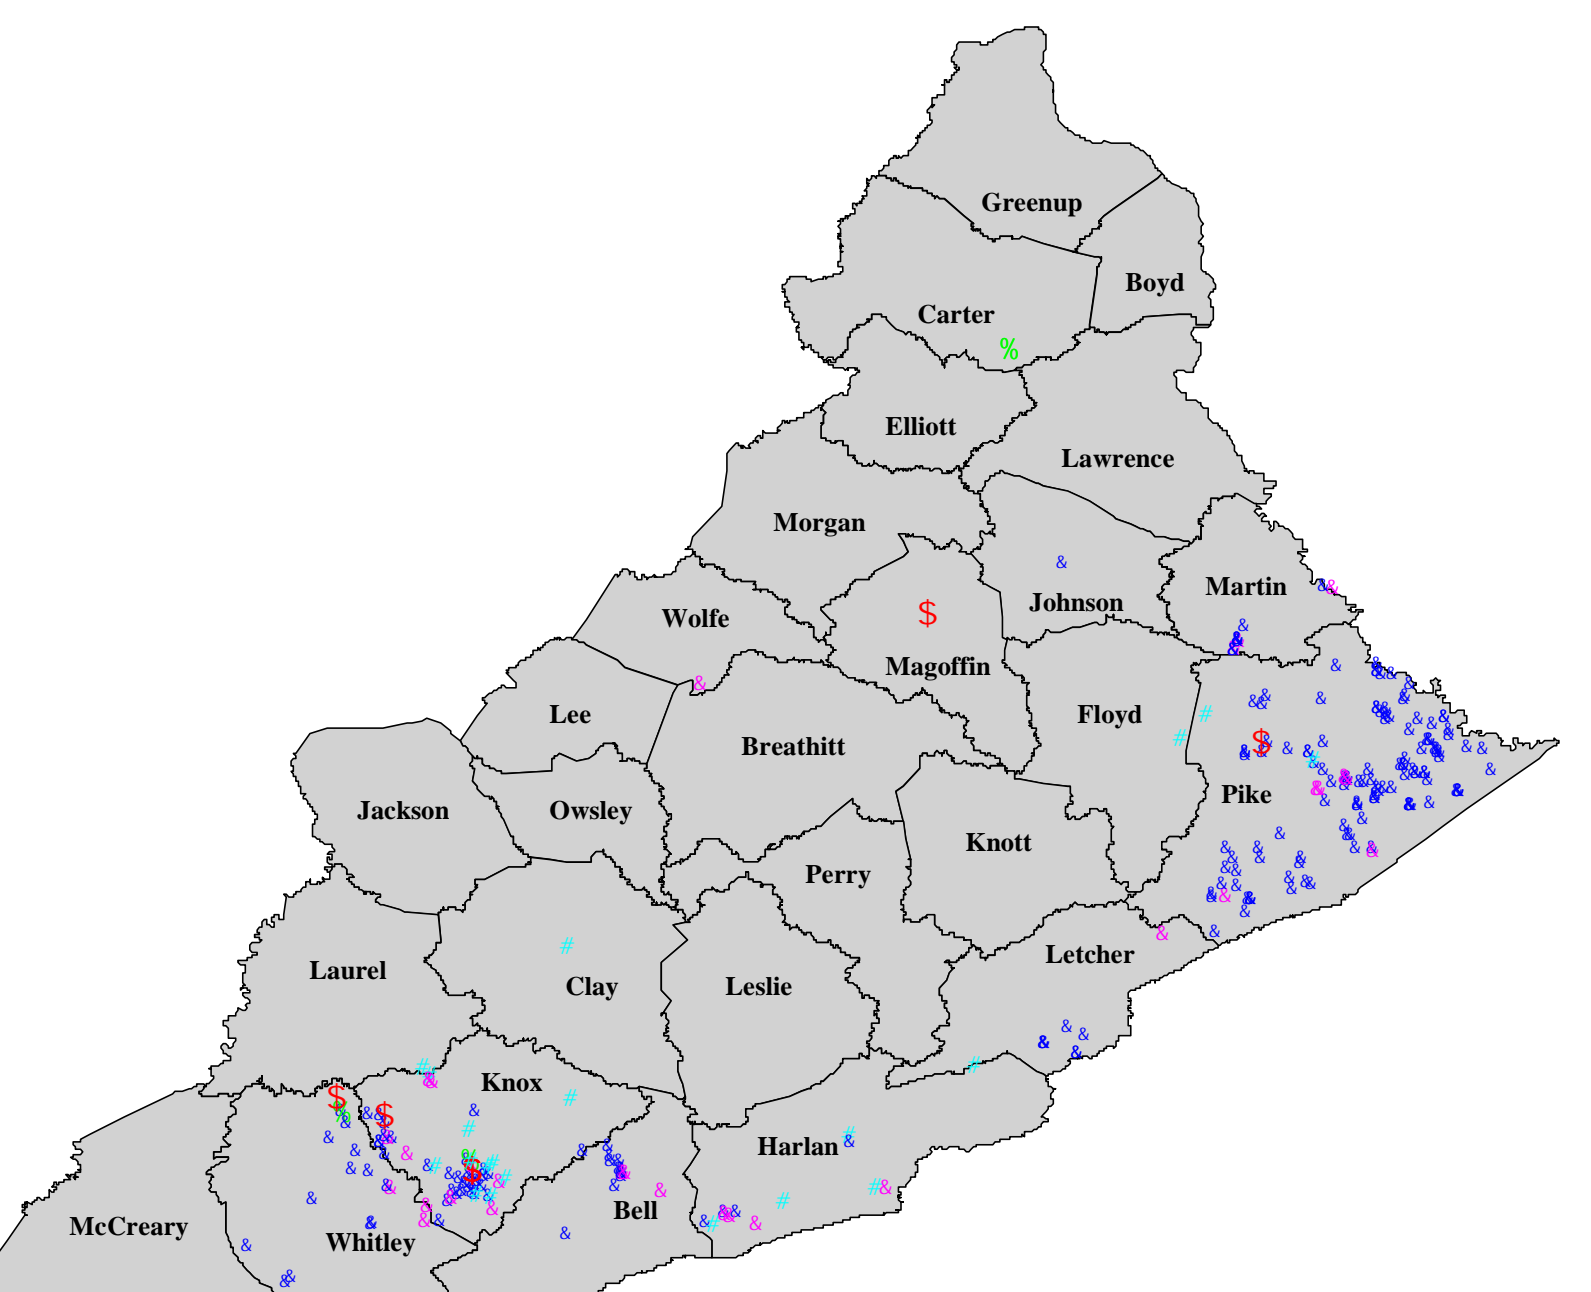 Greenup
Boyd
Carter
%
Elliott
Lawrence
Morgan
&
Martin
Johnson
Wolfe
$
Magoffin
Lee
Floyd
Breathitt
Pike
Jackson
Owsley
Knott
Perry
Letcher
Laurel
#
Clay
Leslie
Knox
Harlan
Bell
McCreary
Whitley